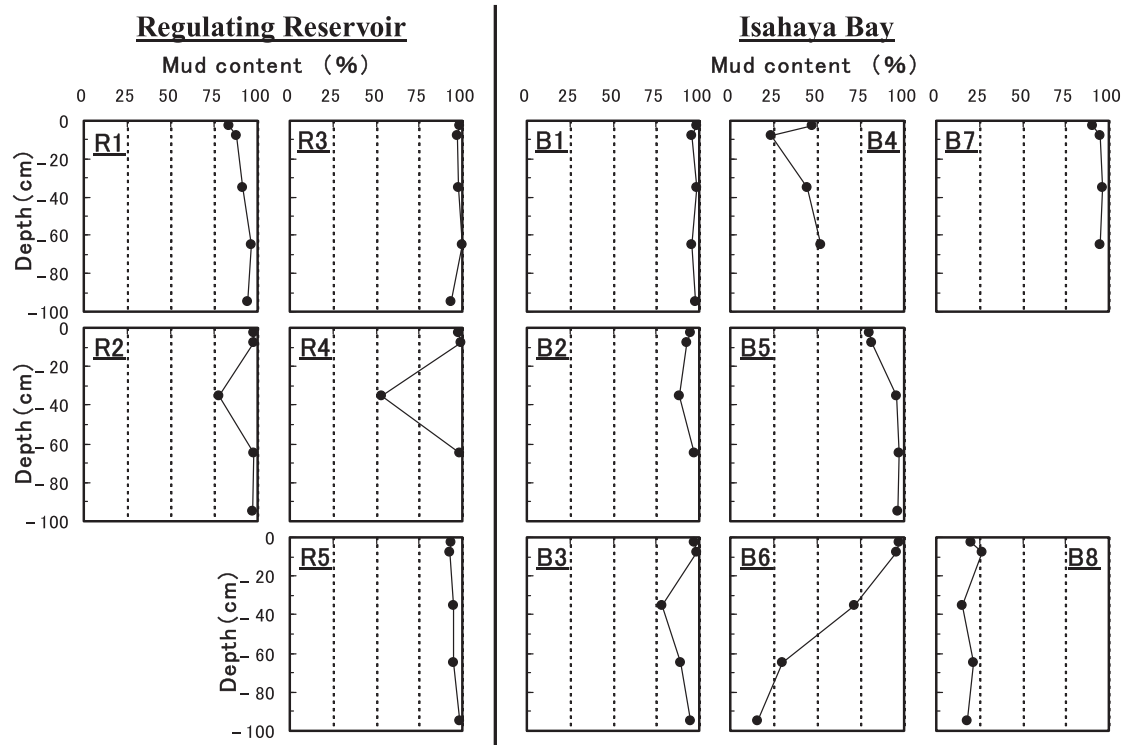 Regulating Reservoir
Isahaya Bay
Mud content (%)
Mud content (%)
0 25 50 75 100 0 25 50 75 100
0 25 50 75 100 0 25 50 75 100 0 25 50 75 100
Depth(cm)
0
-20
-40
-60
-80
-100
R1
R3
B1
B4
B7
Depth(cm)
0
-20
-40
-60
-80
-100
R2
R4
B2
B5
Depth(cm)
0
-20
-40
-60
-80
-100
R5
B3
B6
B8